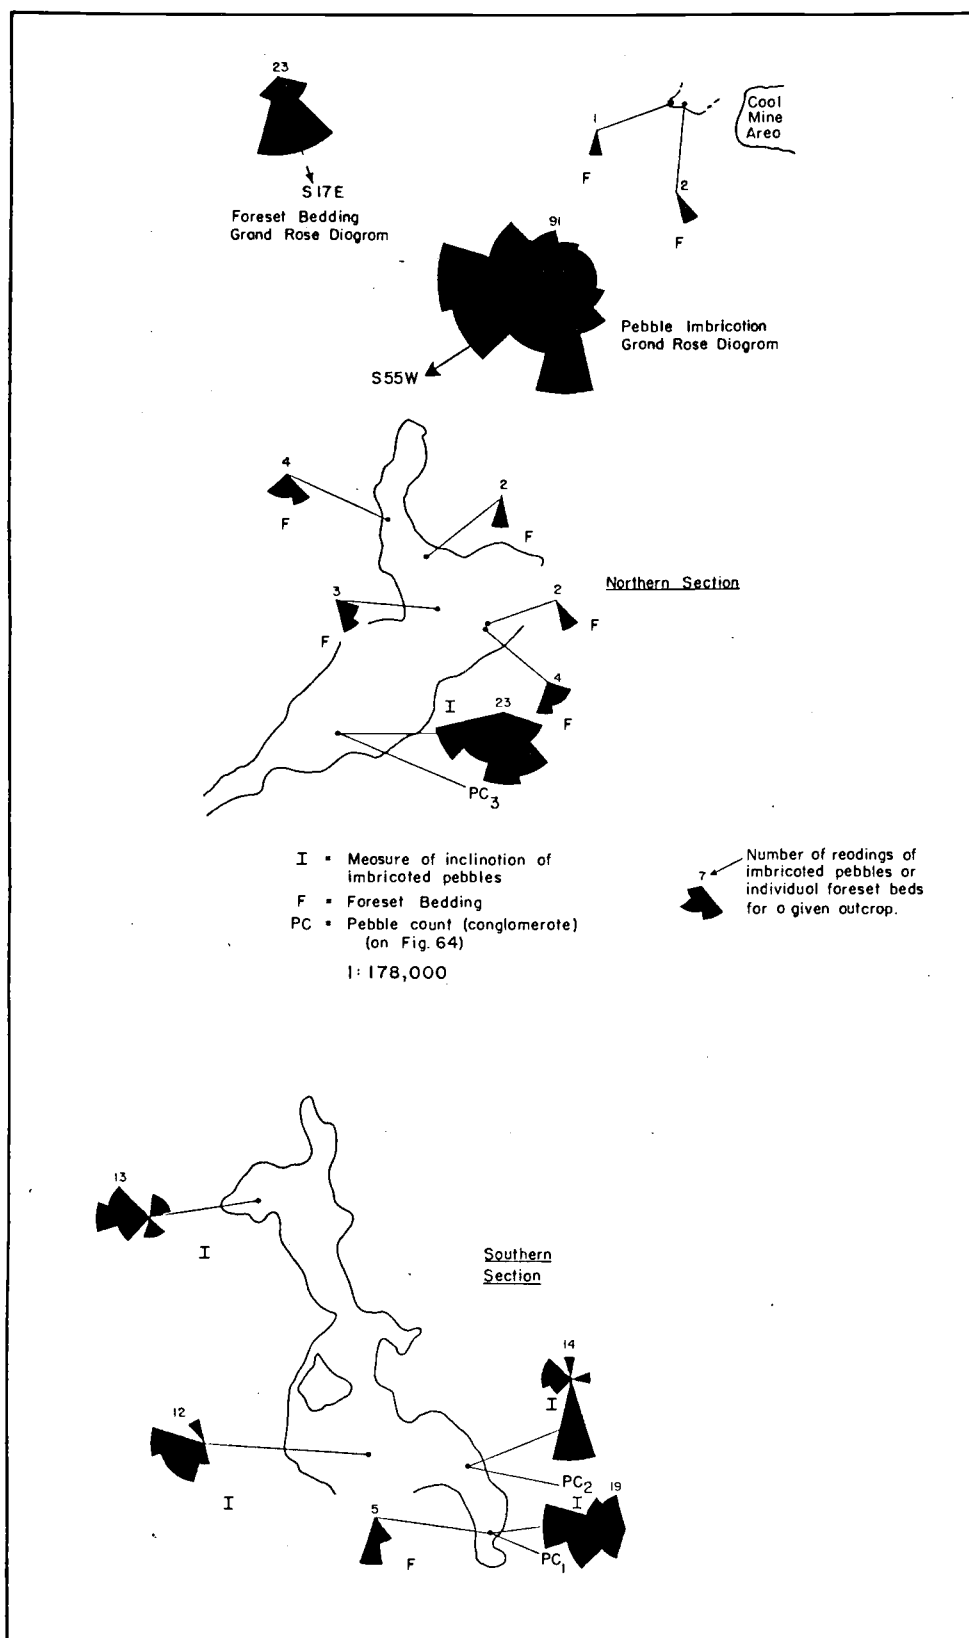 23
S17E
Foreset Bedding
Grand Rose Diogrom
Cool
Mine
Areo
1
F
2
F
91
Pebble Imbricotion
Grond Rose Diogrom
S55W
4
F
2
F
Northern Section
3
F
2
F
4
F
I
23
PC3
I = Meosure of inclinotion of
imbricoted pebbles
F = Foreset Bedding
PC = Pebble count (conglomerote)
(on Fig. 64)
1:178,000
Number of reodings of
imbricoted pebbles or
individual foreset beds
for o given outcrop.
7
13
I
Southern
Section
14
I
12
I
PC2
I
19
5
F
PC1